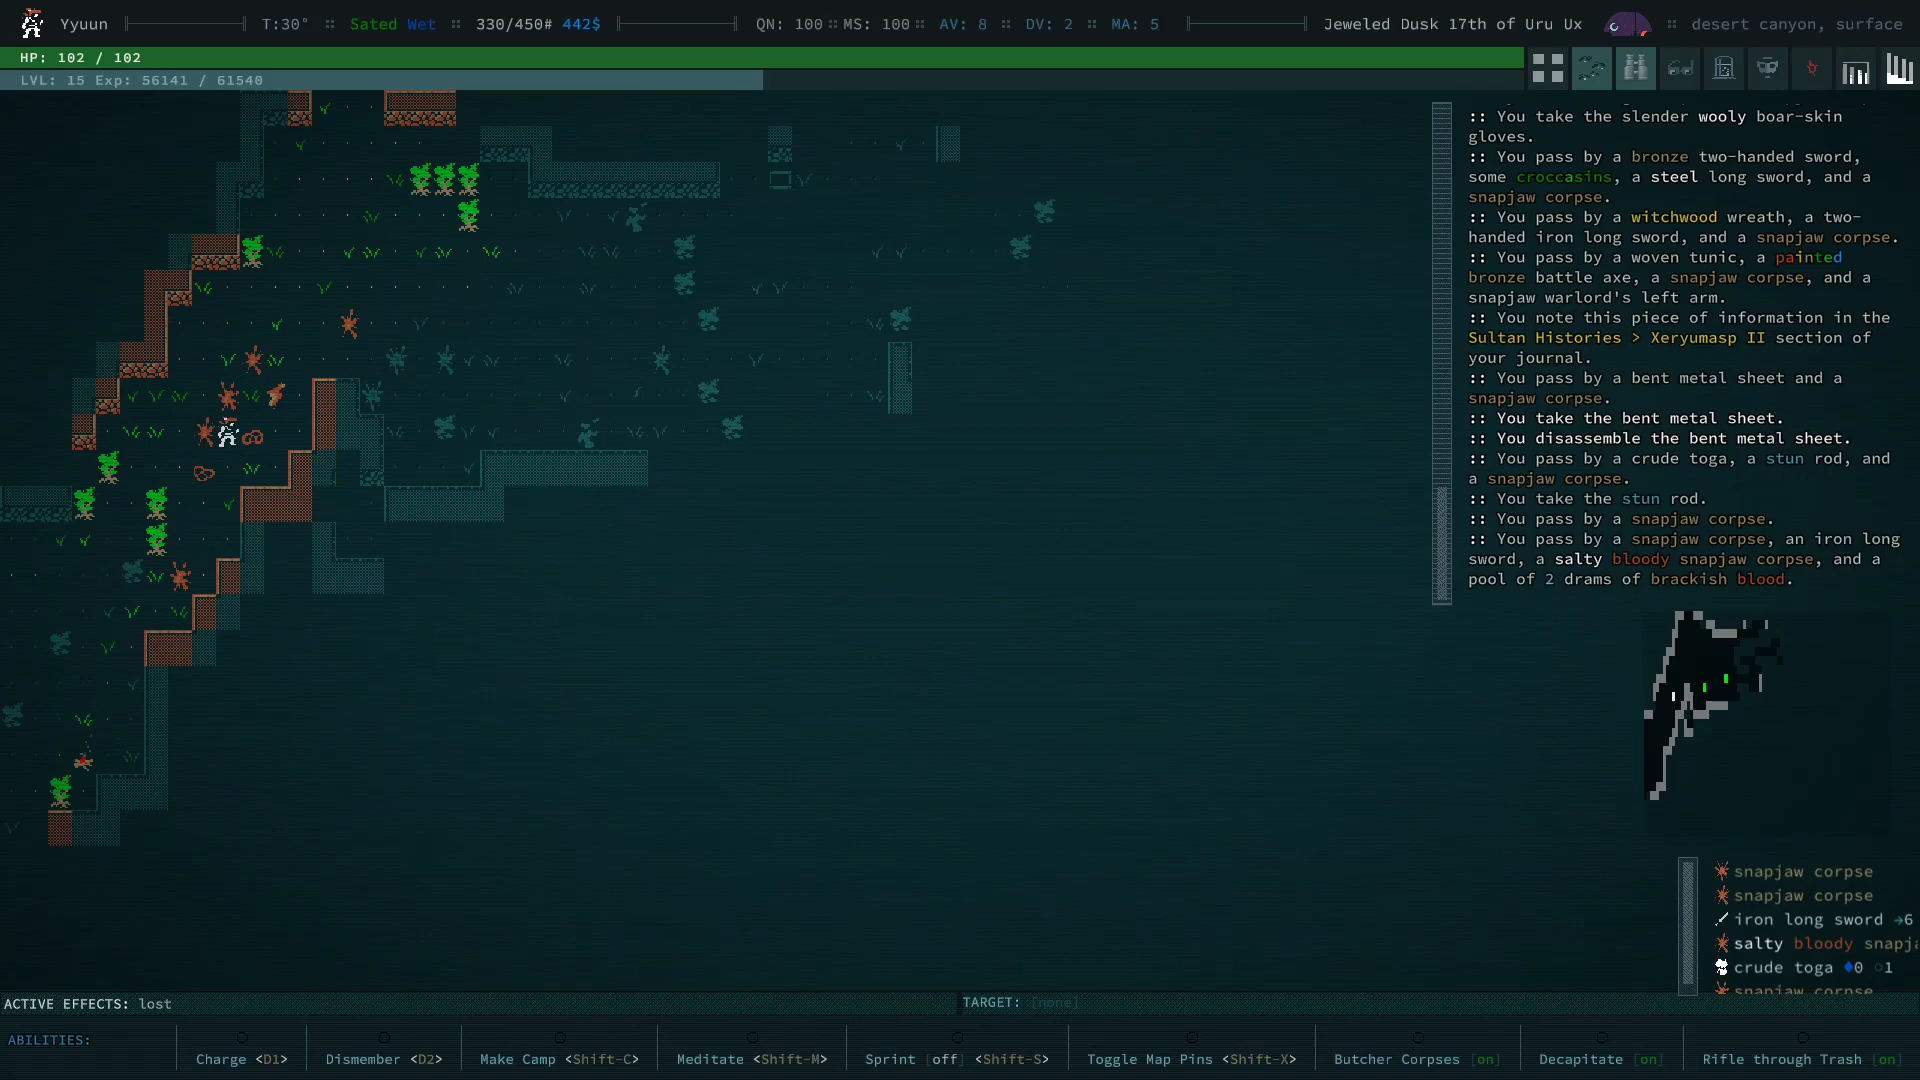 Yyuun T:30° :: Sated Wet :: 330/450# 442$ QN: 100 :: MS: 100 :: AV: 8 :: DV: 2 :: MA: 5 Jeweled Dusk 17th of Uru Ux :: desert canyon, surface
HP: 102 / 102
LVL: 15 Exp: 56141 / 61540
:: You take the slender wooly boar-skin
gloves.
:: You pass by a bronze two-handed sword,
some croccasins, a steel long sword, and a
snapjaw corpse.
:: You pass by a witchwood wreath, a two-
handed iron long sword, and a snapjaw corpse.
:: You pass by a woven tunic, a painted
bronze battle axe, a snapjaw corpse, and a
snapjaw warlord's left arm.
:: You note this piece of information in the
Sultan Histories > Xeryumasp II section of
your journal.
:: You pass by a bent metal sheet and a
snapjaw corpse.
:: You take the bent metal sheet.
:: You disassemble the bent metal sheet.
:: You pass by a crude toga, a stun rod, and
a snapjaw corpse.
:: You take the stun rod.
:: You pass by a snapjaw corpse.
:: You pass by a snapjaw corpse, an iron long
sword, a salty bloody snapjaw corpse, and a
pool of 2 drams of brackish blood.
snapjaw corpse
snapjaw corpse
iron long sword →6
salty bloody snapja
crude toga ♦0 ○1
snapjaw corpse
ACTIVE EFFECTS: lost TARGET: [none]
ABILITIES: Charge <D1> Dismember <D2> Make Camp <Shift-C> Meditate <Shift-M> Sprint [off] <Shift-S> Toggle Map Pins <Shift-X> Butcher Corpses [on] Decapitate [on] Rifle through Trash [on]